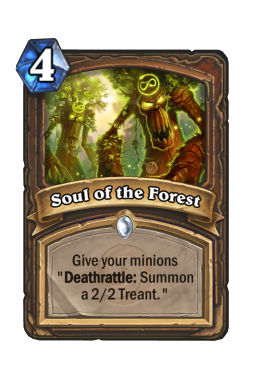 4
Soul of the Forest
Give your minions
"Deathrattle: Summon
a 2/2 Treant."